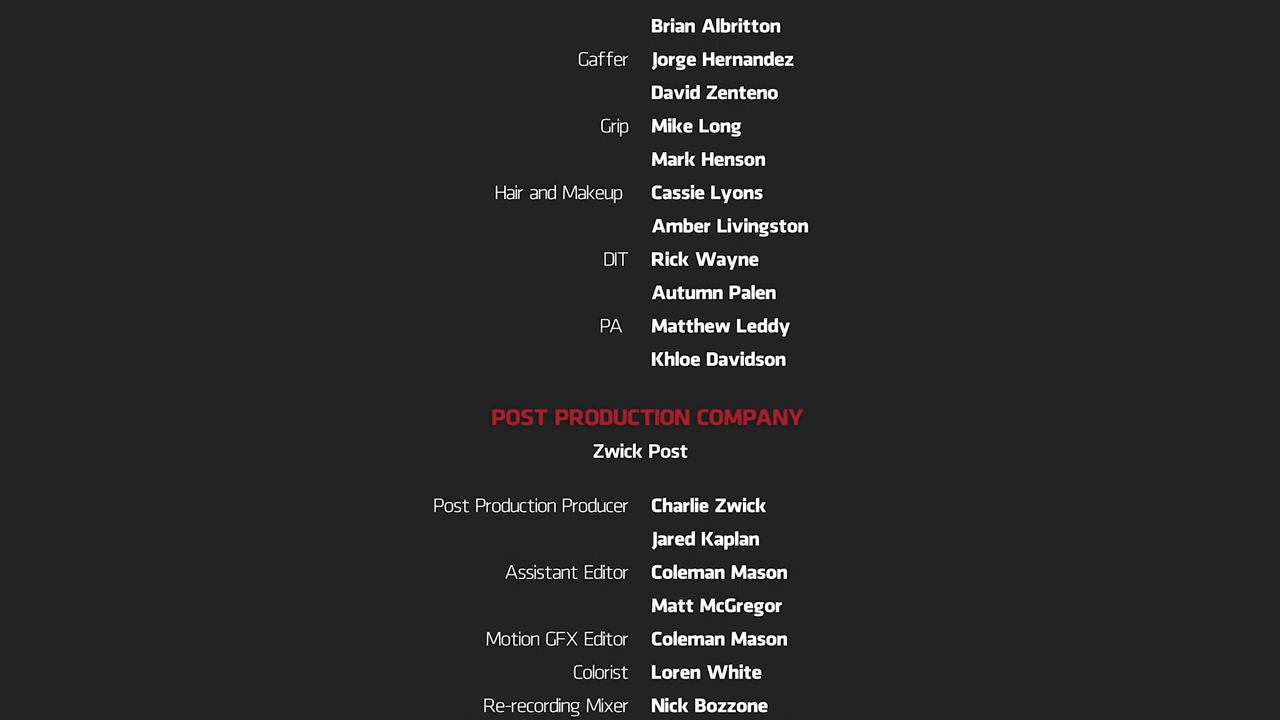 Brian Albritton
Gaffer Jorge Hernandez
David Zenteno
Grip Mike Long
Mark Henson
Hair and Makeup Cassie Lyons
Amber Livingston
DIT Rick Wayne
Autumn Palen
PA Matthew Leddy
Khloe Davidson
POST PRODUCTION COMPANY
Zwick Post
Post Production Producer Charlie Zwick
Jared Kaplan
Assistant Editor Coleman Mason
Matt McGregor
Motion GFX Editor Coleman Mason
Colorist Loren White
Re-recording Mixer Nick Bozzone